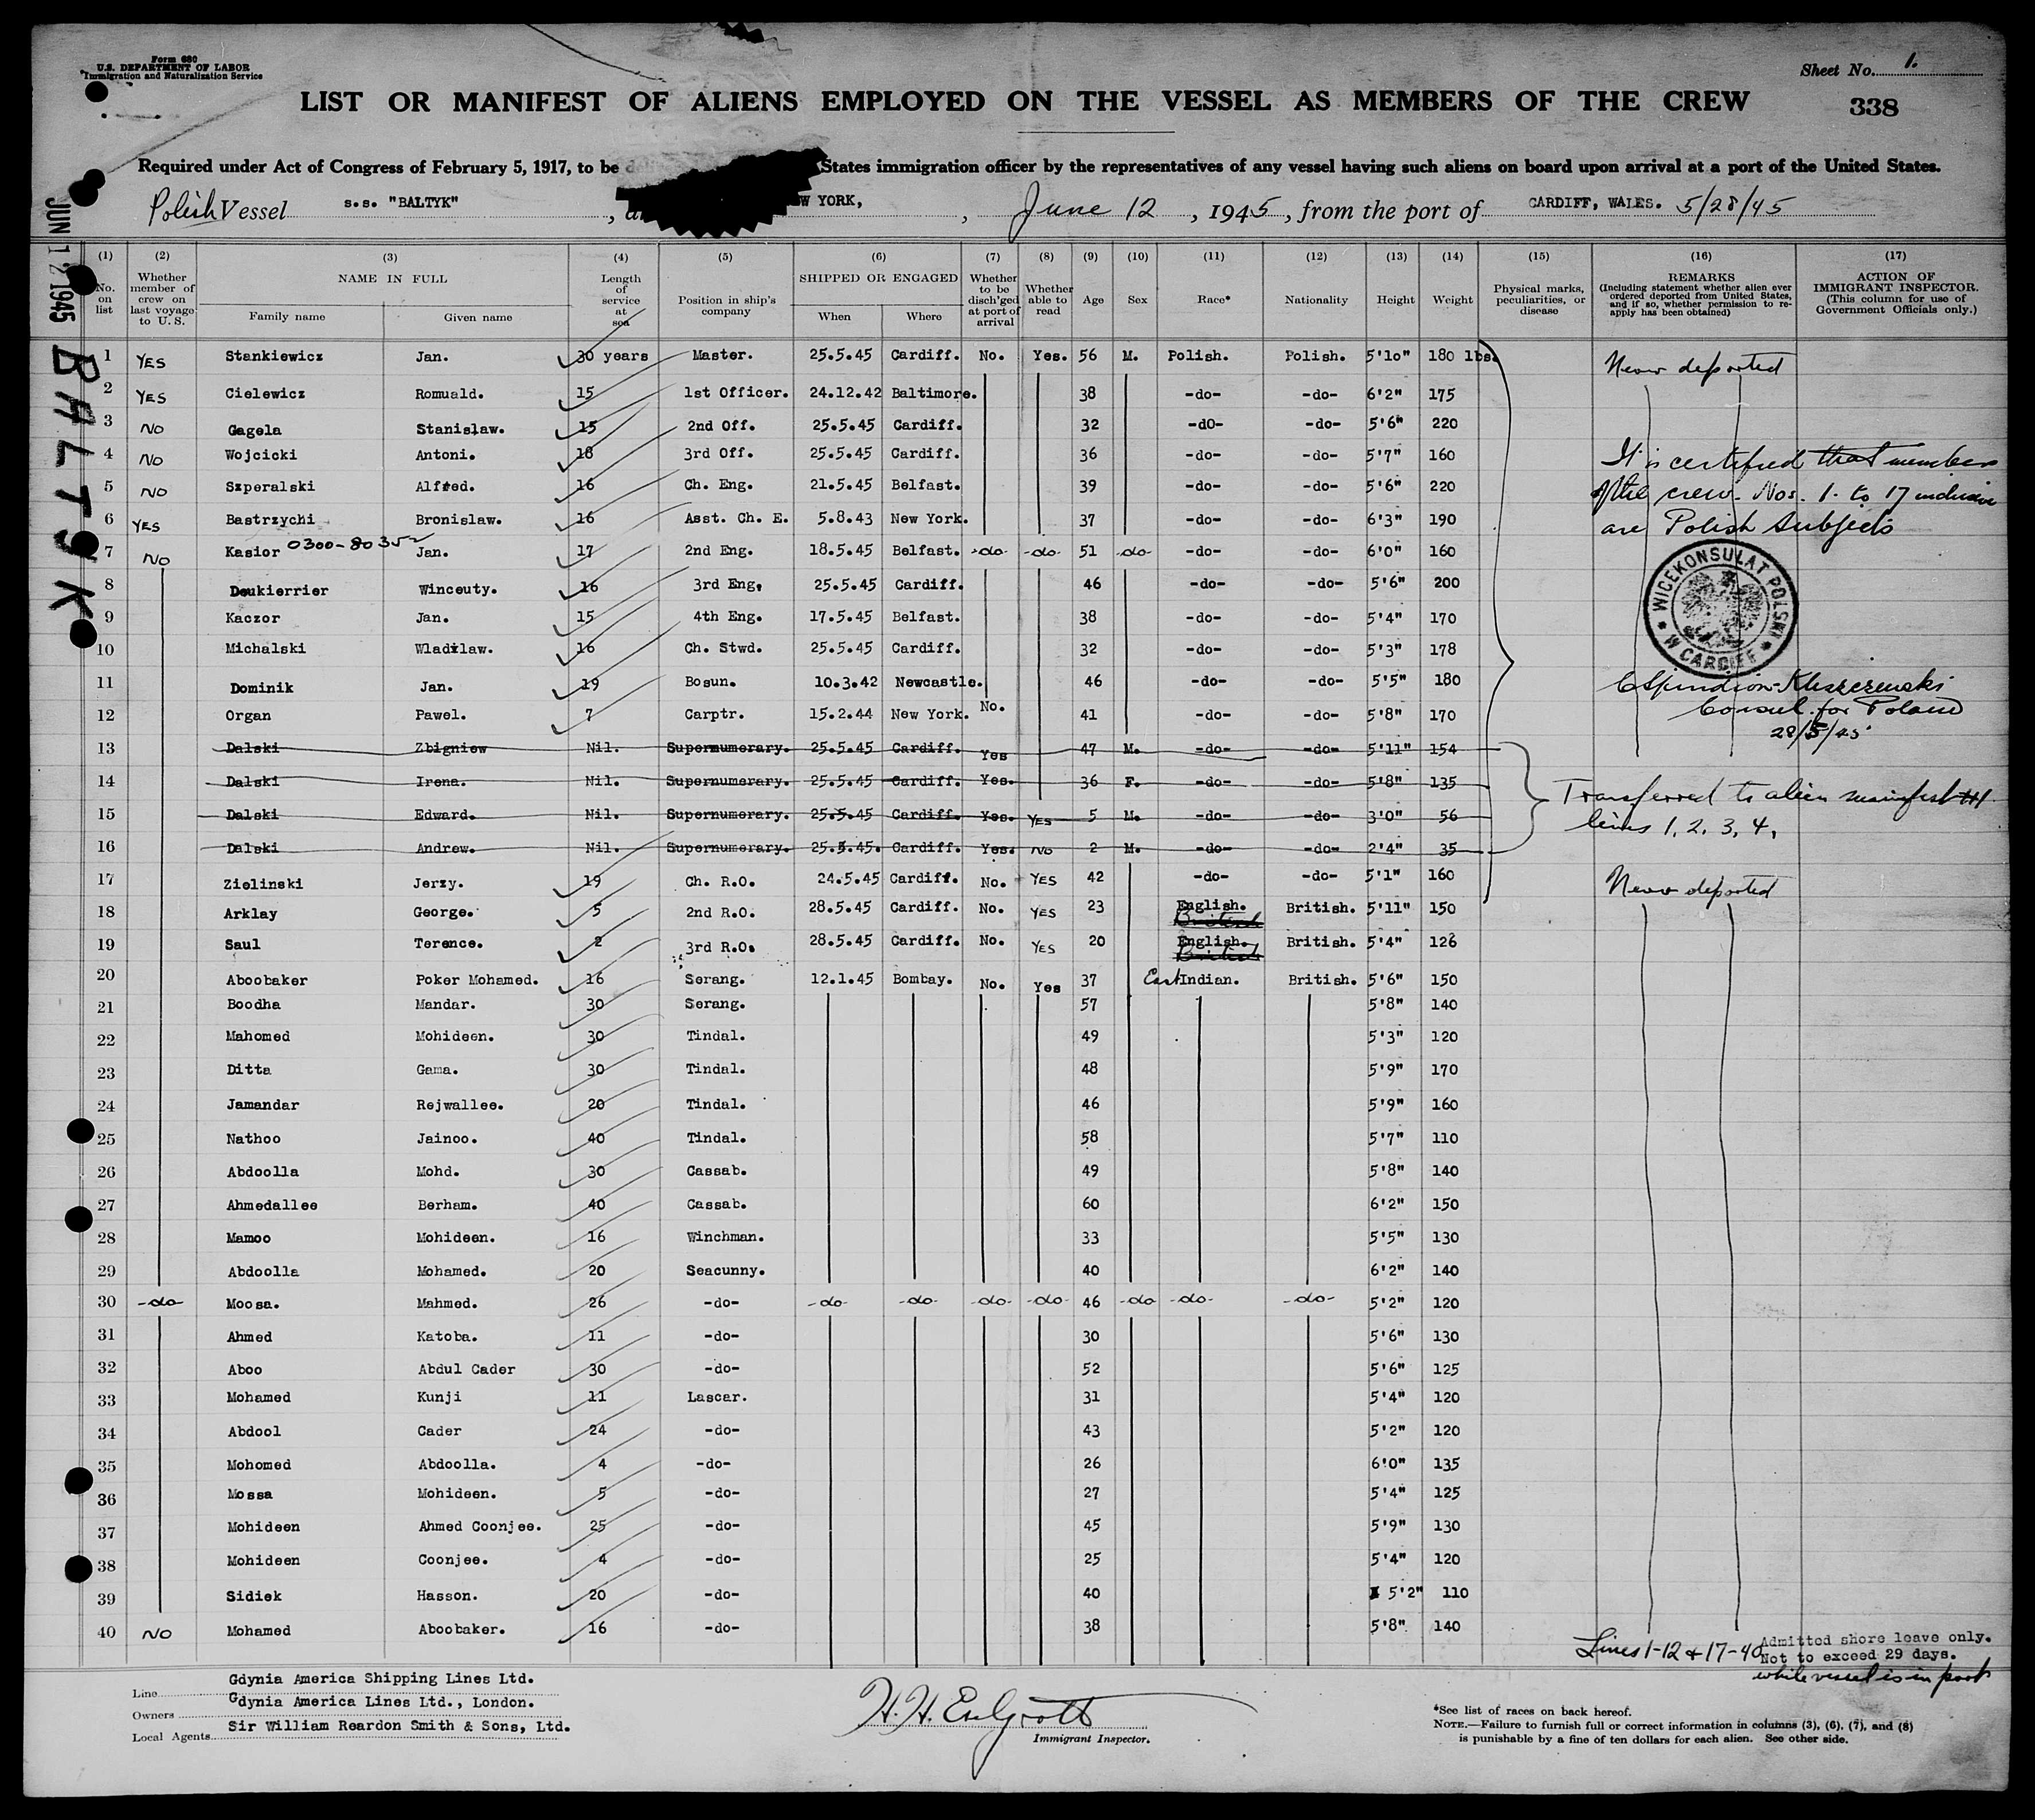 Form 680
U.S. DEPARTMENT OF LABOR
Immigration and Naturalization Service
Sheet No. 1.
LIST OR MANIFEST OF ALIENS EMPLOYED ON THE VESSEL AS MEMBERS OF THE CREW
338
Required under Act of Congress of February 5, 1917, to be States immigration officer by the representatives of any vessel having such aliens on board upon arrival at a port of the United States.
Polish Vessel s.s. "BALTYK" , YORK, , June 12 , 1945 , from the port of CARDIFF, WALES. 5/28/45
JUN 12 1945
BALTYK
(1) No. on list (2) Whether member of crew on last voyage to U.S. (3) NAME IN FULL Family name Given name (4) Length of service at sea (5) Position in ship's company (6) SHIPPED OR ENGAGED When Where (7) Whether to be disch'ged at port of arrival (8) Whether able to read (9) Age (10) Sex (11) Race* (12) Nationality (13) Height (14) Weight (15) Physical marks, peculiarities, or disease (16) REMARKS (Including statement whether alien ever ordered deported from United States, and if so, whether permission to re-apply has been obtained) (17) ACTION OF IMMIGRANT INSPECTOR. (This column for use of Government Officials only.)
1 YES Stankiewicz Jan. 30 years Master. 25.5.45 Cardiff. No. Yes. 56 M. Polish. Polish. 5'10" 180 lbs. Never deported
2 YES Cielewicz Romuald. 15 1st Officer. 24.12.42 Baltimore. 38 -do- -do- 6'2" 175
3 NO Gagela Stanislaw. 15 2nd Off. 25.5.45 Cardiff. 32 -do- -do- 5'6" 220
4 NO Wojcicki Antoni. 18 3rd Off. 25.5.45 Cardiff. 36 -do- -do- 5'7" 160 It is certified that members
5 NO Szperalski Alfred. 16 Ch. Eng. 21.5.45 Belfast. 39 -do- -do- 5'6" 220 of the crew. Nos. 1. to 17 inclusive
6 YES Bastrzychi Bronislaw. 16 Asst. Ch. E. 5.8.43 New York. 37 -do- -do- 6'3" 190 are Polish subjects
7 NO Kasior 0300-80352 Jan. 17 2nd Eng. 18.5.45 Belfast. -do- -do- 51 -do- -do- -do- 6'0" 160
8 Deukierrier Winceuty. 16 3rd Eng. 25.5.45 Cardiff. 46 -do- -do- 5'6" 200
9 Kaczor Jan. 15 4th Eng. 17.5.45 Belfast. 38 -do- -do- 5'4" 170
WICEKONSULAT POLSKI W CARDIFF
10 Michalski Wladzlaw. 16 Ch. Stwd. 25.5.45 Cardiff. 32 -do- -do- 5'3" 178
11 Dominik Jan. 19 Bosun. 10.3.42 Newcastle. 46 -do- -do- 5'5" 180
12 Organ Pawel. 7 Carptr. 15.2.44 New York. No. 41 -do- -do- 5'8" 170 Consul for Poland
28/5/45
13 Dalski Zbigniew Nil. Supernumerary. 25.5.45 Cardiff. Yes 47 M. -do- -do- 5'11" 154
14 Dalski Irena. Nil. Supernumerary. 25.5.45 Cardiff. Yes. 36 F. -do- -do- 5'8" 135 Transferred to alien manifest #1
15 Dalski Edward. Nil. Supernumerary. 25.5.45 Cardiff. Yes. YES 5 M. -do- -do- 3'0" 56 lines 1, 2, 3, 4,
16 Dalski Andrew. Nil. Supernumerary. 25.5.45. Cardiff. Yes. NO 2 M. -do- -do- 2'4" 35
17 Zielinski Jerzy. 19 Ch. R.O. 24.5.45 Cardiff. No. YES 42 -do- -do- 5'1" 160 Never deported
18 Arklay George. 5 2nd R.O. 28.5.45 Cardiff. No. YES 23 English. British British. 5'11" 150
19 Saul Terence. 2 3rd R.O. 28.5.45 Cardiff. No. YES 20 English. British British. 5'4" 126
20 Aboobaker Poker Mohamed. 16 Serang. 12.1.45 Bombay. No. Yes 37 East Indian. British. 5'6" 150
21 Boodha Mandar. 30 Serang. 57 5'8" 140
22 Mahomed Mohideen. 30 Tindal. 49 5'3" 120
23 Ditta Gama. 30 Tindal. 48 5'9" 170
24 Jamandar Rejwallee. 20 Tindal. 46 5'9" 160
25 Nathoo Jainoo. 40 Tindal. 58 5'7" 110
26 Abdoolla Mohd. 30 Cassab. 49 5'8" 140
27 Ahmedallee Berham. 40 Cassab. 60 6'2" 150
28 Mamoo Mohideen. 16 Winchman. 33 5'5" 130
29 Abdoolla Mohamed. 20 Seacunny. 40 6'2" 140
30 -do- Moosa. Mahmed. 26 -do- -do- -do- -do- -do- 46 -do- -do- -do- 5'2" 120
31 Ahmed Katoba. 11 -do- 30 5'6" 130
32 Aboo Abdul Cader 30 -do- 52 5'6" 125
33 Mohamed Kunji 11 Lascar. 31 5'4" 120
34 Abdool Cader 24 -do- 43 5'2" 120
35 Mohomed Abdoolla. 4 -do- 26 6'0" 135
36 Mossa Mohideen. 5 -do- 27 5'4" 125
37 Mohideen Ahmed Coonjee. 25 -do- 45 5'9" 130
38 Mohideen Coonjee. 4 -do- 25 5'4" 120
39 Sidiek Hasson. 20 -do- 40 5'2" 110
40 NO Mohamed Aboobaker. 16 -do- 38 5'8" 140
Lines 1-12 & 17-40 Admitted shore leave only.
Not to exceed 29 days.
while vessel is in port
Line Gdynia America Shipping Lines Ltd.
Owners Gdynia America Lines Ltd., London.
Local Agents Sir William Reardon Smith & Sons, Ltd.
H. H.
Immigrant Inspector.
*See list of races on back hereof.
NOTE.—Failure to furnish full or correct information in columns (3), (6), (7), and (8)
is punishable by a fine of ten dollars for each alien. See other side.